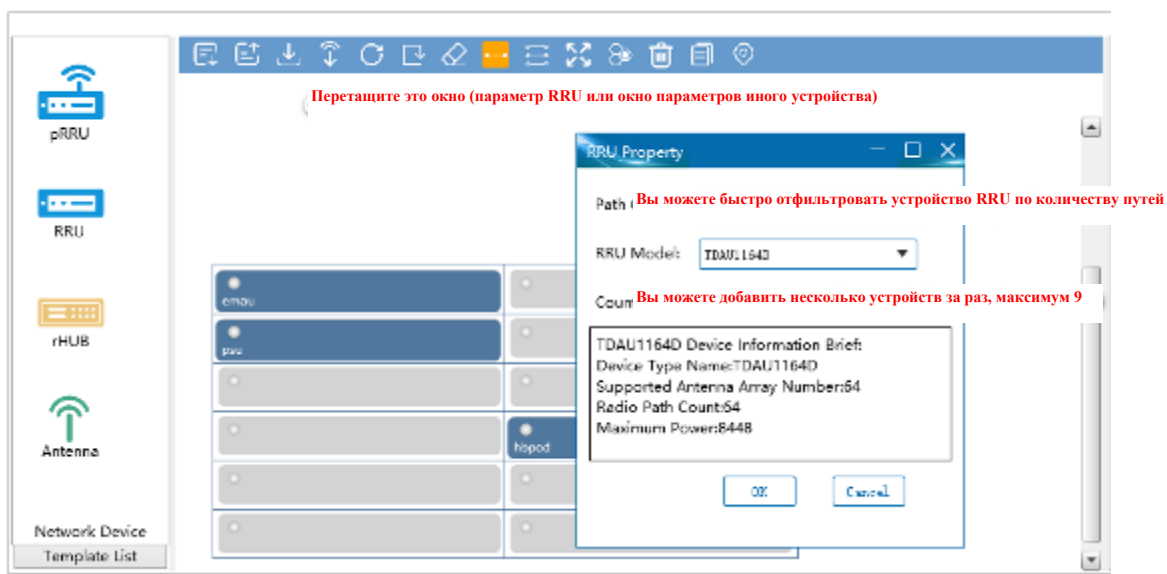 Перетащите это окно (параметр RRU или окно параметров иного устройства)
pRRU
RRU
rHUB
Antenna
Network Device
Template List
emau
psu
hbpod
RRU Property
Path
Вы можете быстро отфильтровать устройство RRU по количеству путей
RRU Model:
TDAU1164D
Coun
Вы можете добавить несколько устройств за раз, максимум 9
TDAU1164D Device Information Brief:
Device Type Name:TDAU1164D
Supported Antenna Array Number:64
Radio Path Count:64
Maximum Power:8448
OK
Cancel